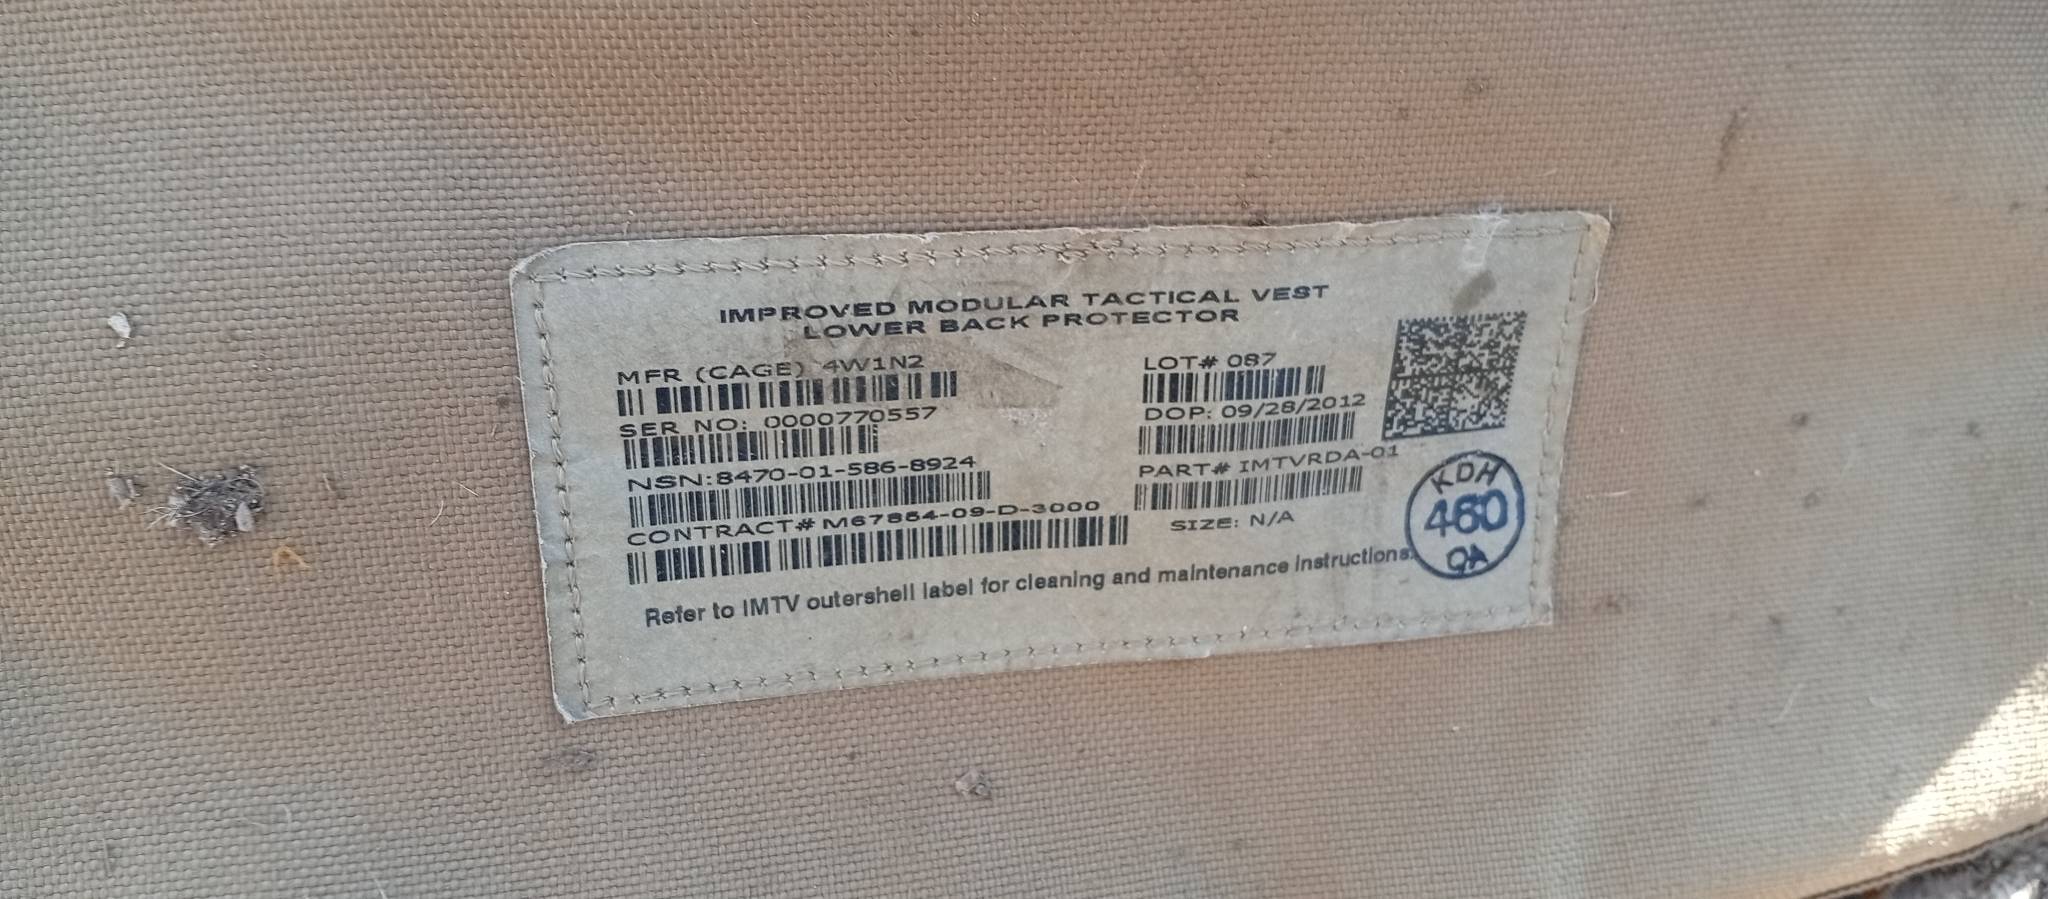 IMPROVED MODULAR TACTICAL VEST
LOWER BACK PROTECTOR
MFR (CAGE) 4W1N2
SER NO: 0000770557
NSN:8470-01-586-8924
CONTRACT# M67854-09-D-3000
LOT# 087
DOP: 09/28/2012
PART# IMTVRDA-01
SIZE: N/A
KDH
460
QA
Refer to IMTV outershell label for cleaning and maintenance instructions.